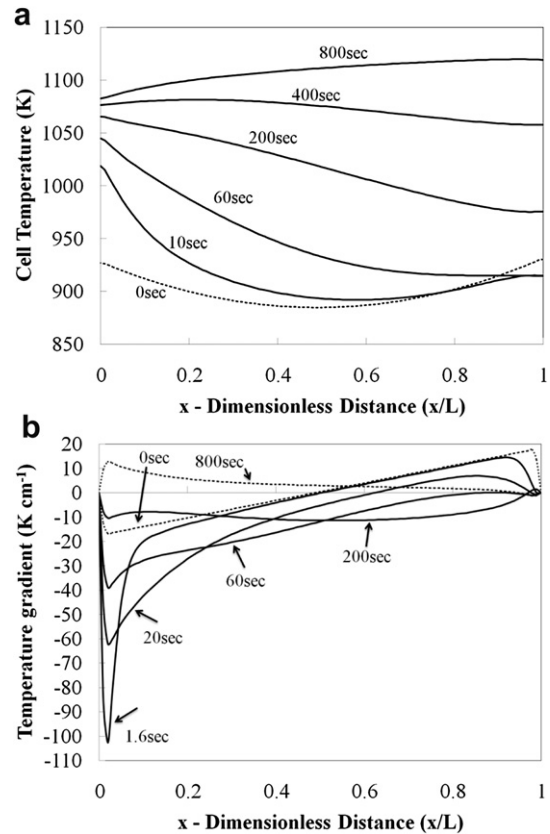 a
1150
1100
1050
1000
950
900
850
Cell Temperature (K)
800sec
400sec
200sec
60sec
10sec
0sec
0 0.2 0.4 0.6 0.8 1
x - Dimensionless Distance (x/L)
b
20
10
0
-10
-20
-30
-40
-50
-60
-70
-80
-90
-100
-110
Temperature gradient (K cm⁻¹)
0sec
800sec
200sec
60sec
20sec
1.6sec
0 0.2 0.4 0.6 0.8 1
x - Dimensionless Distance (x/L)